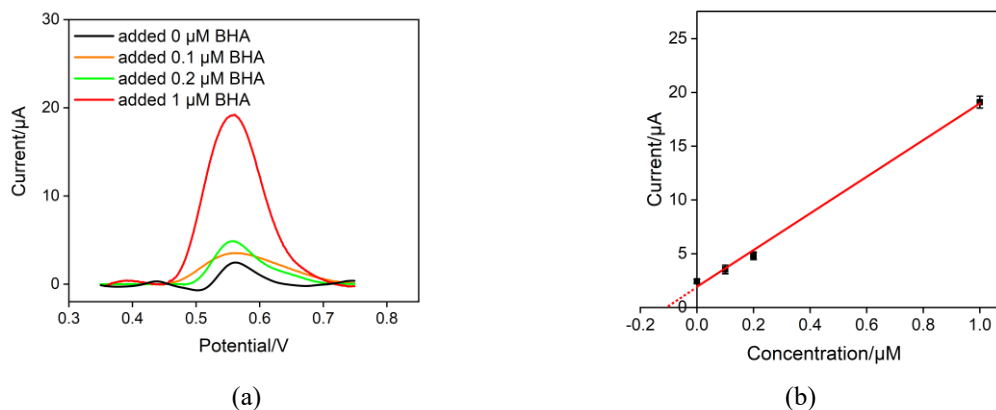 30
20
10
0
Current/µA
added 0 µM BHA
added 0.1 µM BHA
added 0.2 µM BHA
added 1 µM BHA
0.3 0.4 0.5 0.6 0.7 0.8
Potential/V
(a)
25
20
15
10
5
0
Current/µA
-0.2 0.0 0.2 0.4 0.6 0.8 1.0
Concentration/µM
(b)